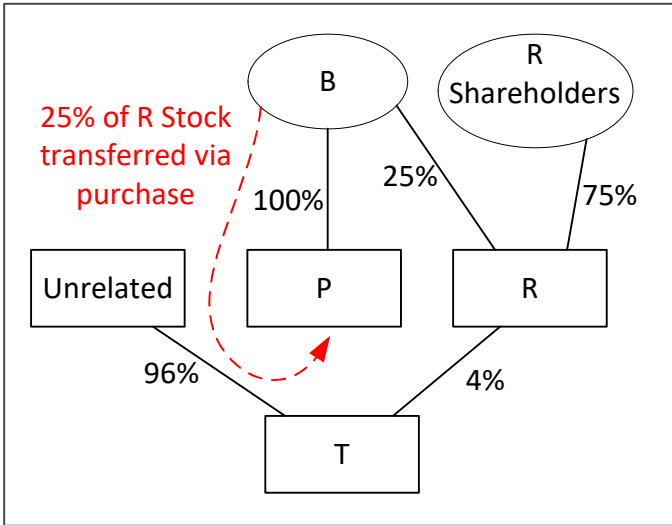 B
R
Shareholders
25% of R Stock
transferred via
purchase
100%
25%
75%
Unrelated
P
R
96%
4%
T